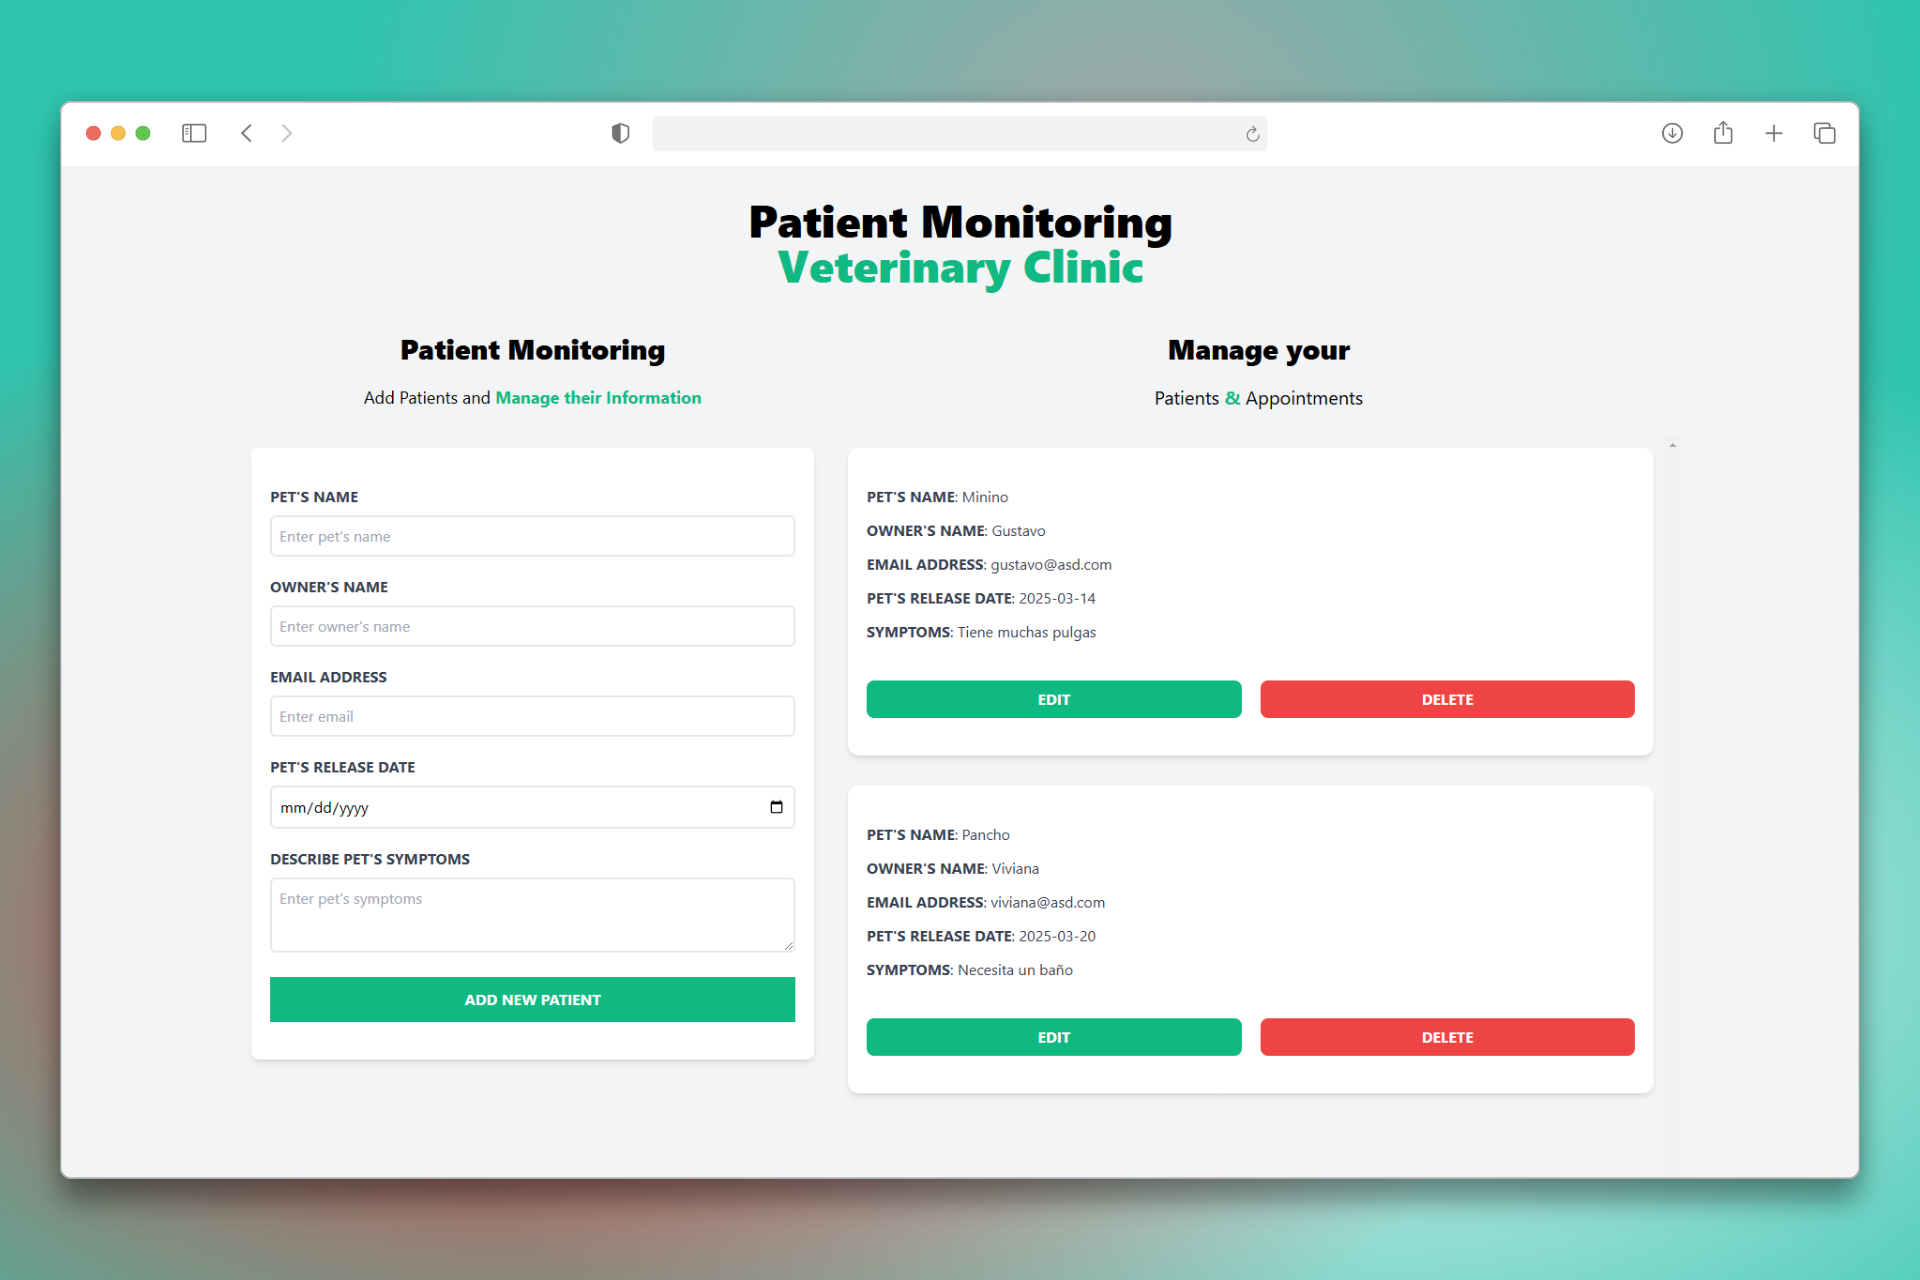 Patient Monitoring
Veterinary Clinic
Patient Monitoring
Add Patients and Manage their Information
PET'S NAME
Enter pet's name
OWNER'S NAME
Enter owner's name
EMAIL ADDRESS
Enter email
PET'S RELEASE DATE
mm/dd/yyyy
DESCRIBE PET'S SYMPTOMS
Enter pet's symptoms
ADD NEW PATIENT
Manage your
Patients & Appointments
PET'S NAME: Minino
OWNER'S NAME: Gustavo
EMAIL ADDRESS: gustavo@asd.com
PET'S RELEASE DATE: 2025-03-14
SYMPTOMS: Tiene muchas pulgas
EDIT
DELETE
PET'S NAME: Pancho
OWNER'S NAME: Viviana
EMAIL ADDRESS: viviana@asd.com
PET'S RELEASE DATE: 2025-03-20
SYMPTOMS: Necesita un baño
EDIT
DELETE